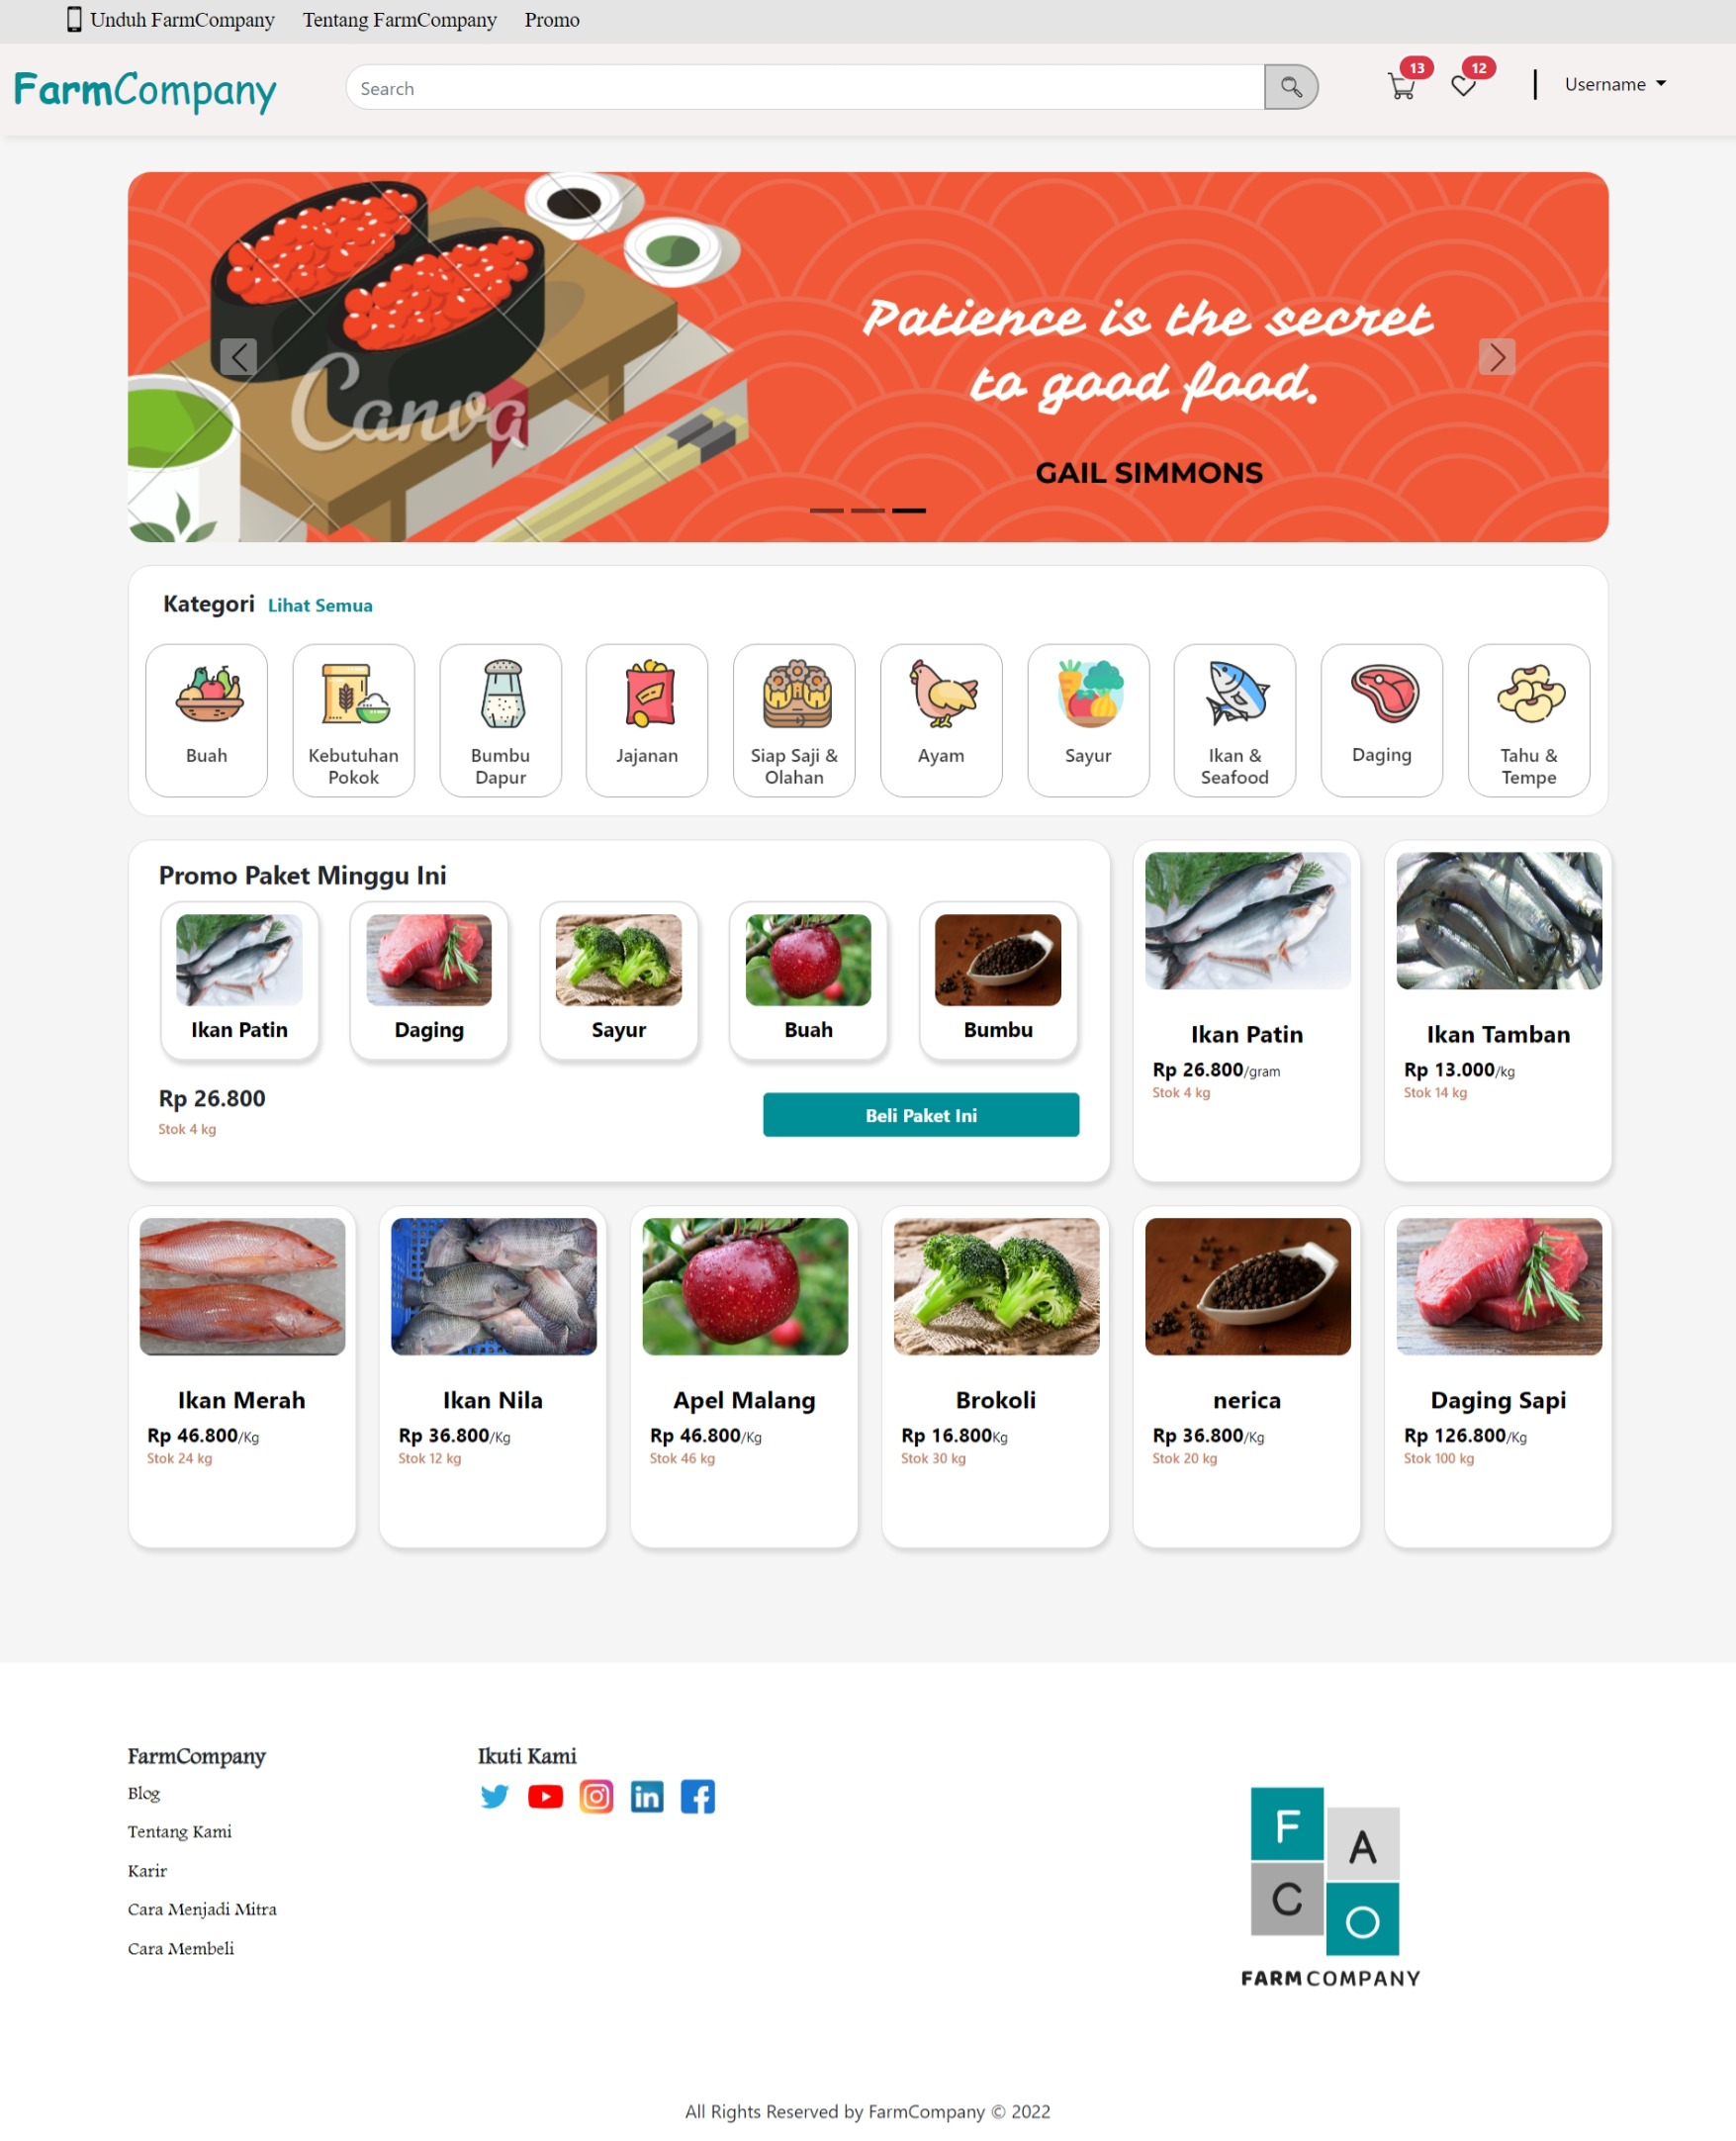 Unduh FarmCompany Tentang FarmCompany Promo
FarmCompany Search 13 12 Username
Patience is the secret
to good food.
Canva
GAIL SIMMONS
Kategori Lihat Semua
Buah
Kebutuhan
Pokok
Bumbu
Dapur
Jajanan
Siap Saji &
Olahan
Ayam
Sayur
Ikan &
Seafood
Daging
Tahu &
Tempe
Promo Paket Minggu Ini
Ikan Patin Daging Sayur Buah Bumbu
Rp 26.800
Stok 4 kg
Beli Paket Ini
Ikan Patin
Rp 26.800/gram
Stok 4 kg
Ikan Tamban
Rp 13.000/kg
Stok 14 kg
Ikan Merah
Rp 46.800/Kg
Stok 24 kg
Ikan Nila
Rp 36.800/Kg
Stok 12 kg
Apel Malang
Rp 46.800/Kg
Stok 46 kg
Brokoli
Rp 16.800Kg
Stok 30 kg
nerica
Rp 36.800/Kg
Stok 20 kg
Daging Sapi
Rp 126.800/Kg
Stok 100 kg
FarmCompany
Blog
Tentang Kami
Karir
Cara Menjadi Mitra
Cara Membeli
Ikuti Kami
in
F
A
C
O
FARMCOMPANY
All Rights Reserved by FarmCompany © 2022